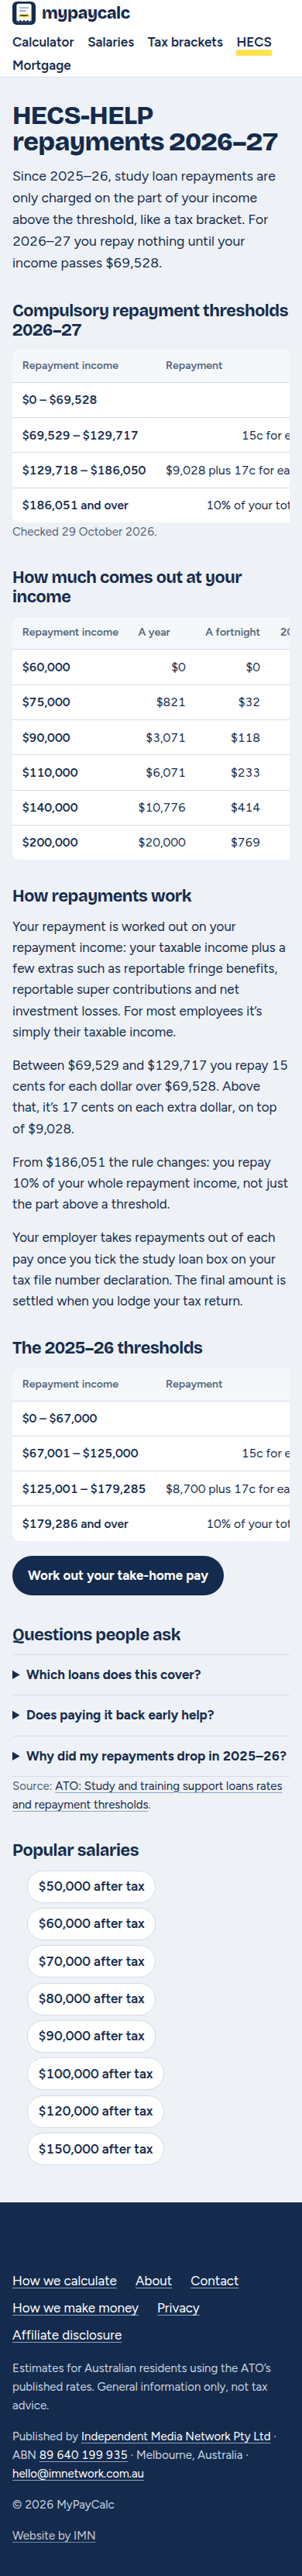 mypaycalc
Calculator Salaries Tax brackets HECS
Mortgage
HECS-HELP
repayments 2026–27
Since 2025–26, study loan repayments are
only charged on the part of your income
above the threshold, like a tax bracket. For
2026–27 you repay nothing until your
income passes $69,528.
Compulsory repayment thresholds
2026–27
Repayment income Repayment
$0 – $69,528
$69,529 – $129,717 15c for e
$129,718 – $186,050 $9,028 plus 17c for ea
$186,051 and over 10% of your tot
Checked 29 October 2026.
How much comes out at your
income
Repayment income A year A fortnight 20
$60,000 $0 $0
$75,000 $821 $32
$90,000 $3,071 $118
$110,000 $6,071 $233
$140,000 $10,776 $414
$200,000 $20,000 $769
How repayments work
Your repayment is worked out on your
repayment income: your taxable income plus a
few extras such as reportable fringe benefits,
reportable super contributions and net
investment losses. For most employees it's
simply their taxable income.
Between $69,529 and $129,717 you repay 15
cents for each dollar over $69,528. Above
that, it's 17 cents on each extra dollar, on top
of $9,028.
From $186,051 the rule changes: you repay
10% of your whole repayment income, not just
the part above a threshold.
Your employer takes repayments out of each
pay once you tick the study loan box on your
tax file number declaration. The final amount is
settled when you lodge your tax return.
The 2025–26 thresholds
Repayment income Repayment
$0 – $67,000
$67,001 – $125,000 15c for e
$125,001 – $179,285 $8,700 plus 17c for ea
$179,286 and over 10% of your tot
Work out your take-home pay
Questions people ask
Which loans does this cover?
Does paying it back early help?
Why did my repayments drop in 2025–26?
Source: ATO: Study and training support loans rates
and repayment thresholds.
Popular salaries
$50,000 after tax
$60,000 after tax
$70,000 after tax
$80,000 after tax
$90,000 after tax
$100,000 after tax
$120,000 after tax
$150,000 after tax
How we calculate About Contact
How we make money Privacy
Affiliate disclosure
Estimates for Australian residents using the ATO's
published rates. General information only, not tax
advice.
Published by Independent Media Network Pty Ltd ·
ABN 89 640 199 935 · Melbourne, Australia ·
hello@imnetwork.com.au
© 2026 MyPayCalc
Website by IMN